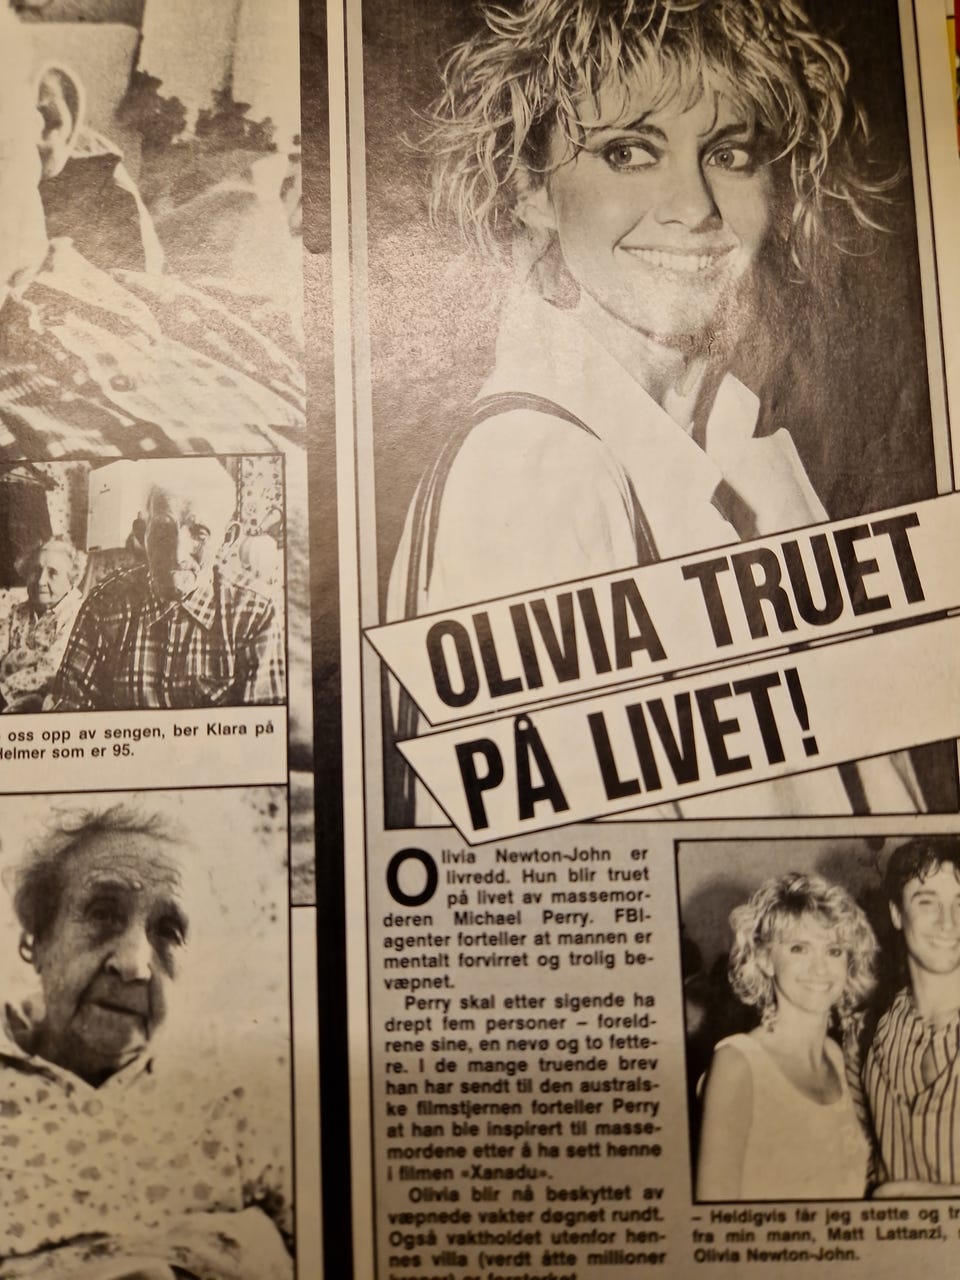 oss opp av sengen, ber Klara på
Helmer som er 95.
OLIVIA TRUET
PÅ LIVET!
Olivia Newton-John er
livredd. Hun blir truet
på livet av massemor-
deren Michael Perry. FBI-
agenter forteller at mannen er
mentalt forvirret og trolig be-
væpnet.
Perry skal etter sigende ha
drept fem personer – foreld-
rene sine, en nevø og to fette-
re. I de mange truende brev
han har sendt til den australs-
ke filmstjernen forteller Perry
at han ble inspirert til masse-
mordene etter å ha sett henne
i filmen «Xanadu».
Olivia blir nå beskyttet av
væpnede vakter døgnet rundt.
Også vaktholdet utenfor hen-
nes villa (verdt åtte millioner
kroner) er forsterket
– Heldigvis får jeg støtte og tr
fra min mann, Matt Lattanzi,
Olivia Newton-John.